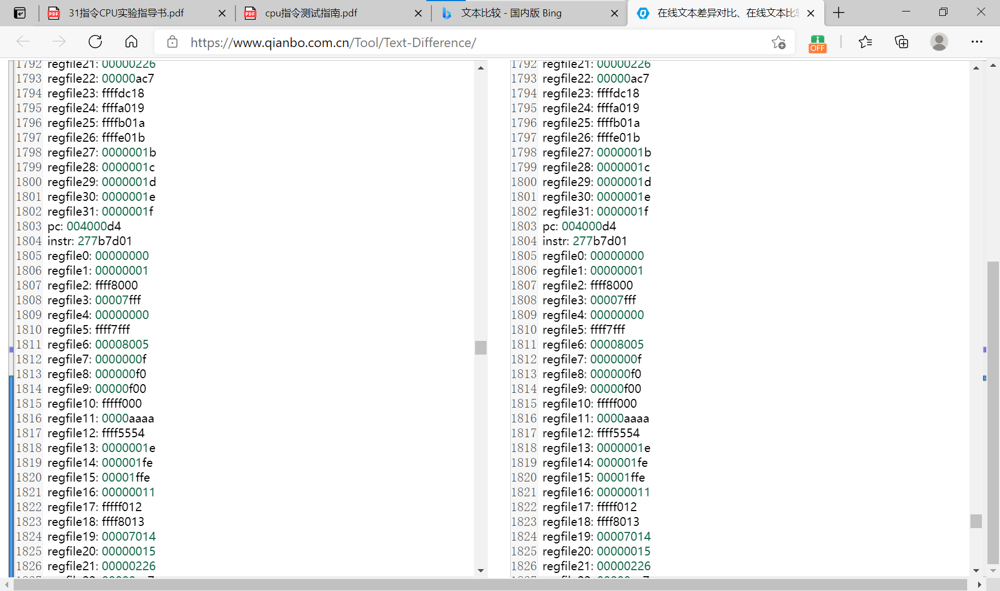 31指令CPU实验指导书.pdf
cpu指令测试指南.pdf
文本比较 - 国内版 Bing
在线文本差异对比、在线文本比
https://www.qianbo.com.cn/Tool/Text-Difference/
OFF
1792 regfile21: 00000226
1793 regfile22: 00000ac7
1794 regfile23: ffffdc18
1795 regfile24: ffffa019
1796 regfile25: ffffb01a
1797 regfile26: ffffe01b
1798 regfile27: 0000001b
1799 regfile28: 0000001c
1800 regfile29: 0000001d
1801 regfile30: 0000001e
1802 regfile31: 0000001f
1803 pc: 004000d4
1804 instr: 277b7d01
1805 regfile0: 00000000
1806 regfile1: 00000001
1807 regfile2: ffff8000
1808 regfile3: 00007fff
1809 regfile4: 00000000
1810 regfile5: ffff7fff
1811 regfile6: 00008005
1812 regfile7: 0000000f
1813 regfile8: 000000f0
1814 regfile9: 00000f00
1815 regfile10: fffff000
1816 regfile11: 0000aaaa
1817 regfile12: ffff5554
1818 regfile13: 0000001e
1819 regfile14: 000001fe
1820 regfile15: 00001ffe
1821 regfile16: 00000011
1822 regfile17: fffff012
1823 regfile18: ffff8013
1824 regfile19: 00007014
1825 regfile20: 00000015
1826 regfile21: 00000226
1792 regfile21: 00000226
1793 regfile22: 00000ac7
1794 regfile23: ffffdc18
1795 regfile24: ffffa019
1796 regfile25: ffffb01a
1797 regfile26: ffffe01b
1798 regfile27: 0000001b
1799 regfile28: 0000001c
1800 regfile29: 0000001d
1801 regfile30: 0000001e
1802 regfile31: 0000001f
1803 pc: 004000d4
1804 instr: 277b7d01
1805 regfile0: 00000000
1806 regfile1: 00000001
1807 regfile2: ffff8000
1808 regfile3: 00007fff
1809 regfile4: 00000000
1810 regfile5: ffff7fff
1811 regfile6: 00008005
1812 regfile7: 0000000f
1813 regfile8: 000000f0
1814 regfile9: 00000f00
1815 regfile10: fffff000
1816 regfile11: 0000aaaa
1817 regfile12: ffff5554
1818 regfile13: 0000001e
1819 regfile14: 000001fe
1820 regfile15: 00001ffe
1821 regfile16: 00000011
1822 regfile17: fffff012
1823 regfile18: ffff8013
1824 regfile19: 00007014
1825 regfile20: 00000015
1826 regfile21: 00000226